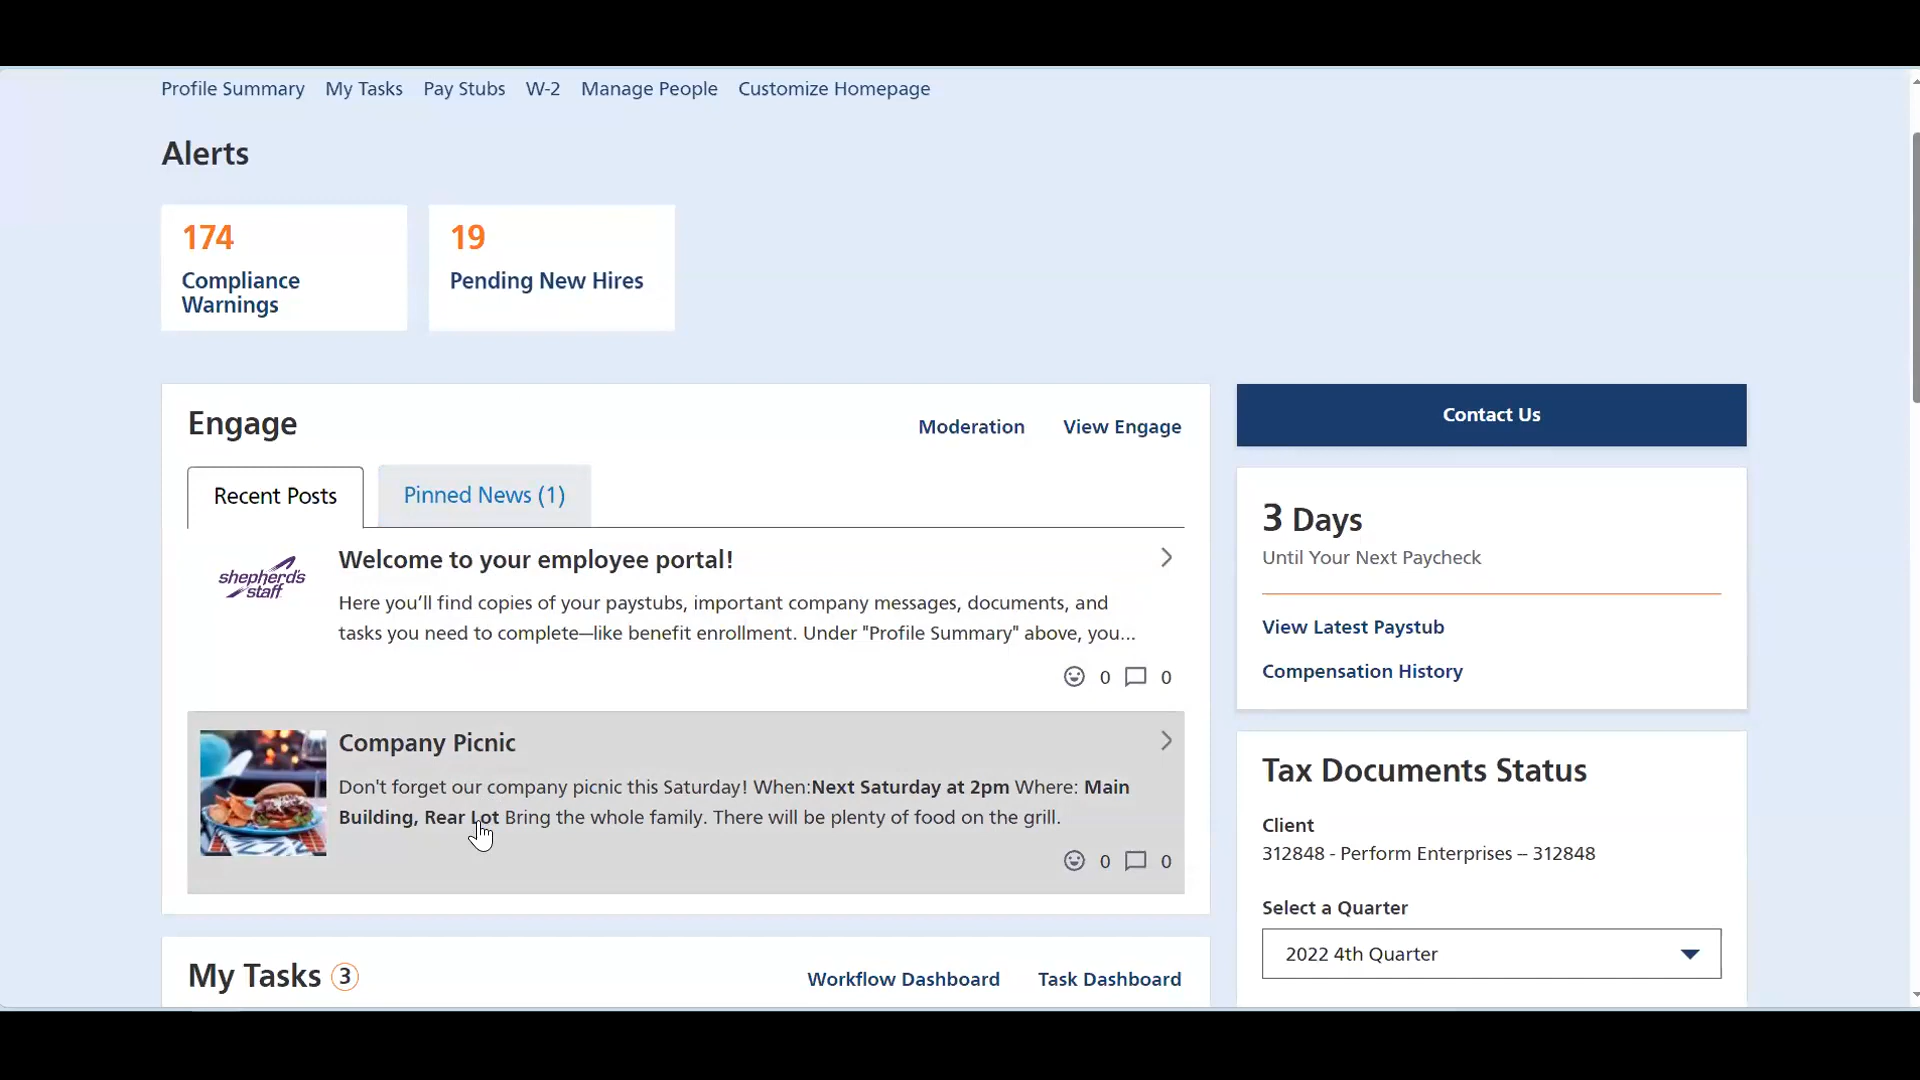 Profile Summary My Tasks Pay Stubs W-2 Manage People Customize Homepage
Alerts
174
Compliance
Warnings
19
Pending New Hires
Engage
Moderation View Engage
Recent Posts Pinned News (1)
shepherd's
staff
Welcome to your employee portal!
Here you’ll find copies of your paystubs, important company messages, documents, and
tasks you need to complete—like benefit enrollment. Under "Profile Summary" above, you...
0 0
Company Picnic
Don't forget our company picnic this Saturday! When:Next Saturday at 2pm Where: Main
Building, Rear Lot Bring the whole family. There will be plenty of food on the grill.
0 0
My Tasks 3
Workflow Dashboard Task Dashboard
Contact Us
3 Days
Until Your Next Paycheck
View Latest Paystub
Compensation History
Tax Documents Status
Client
312848 - Perform Enterprises – 312848
Select a Quarter
2022 4th Quarter